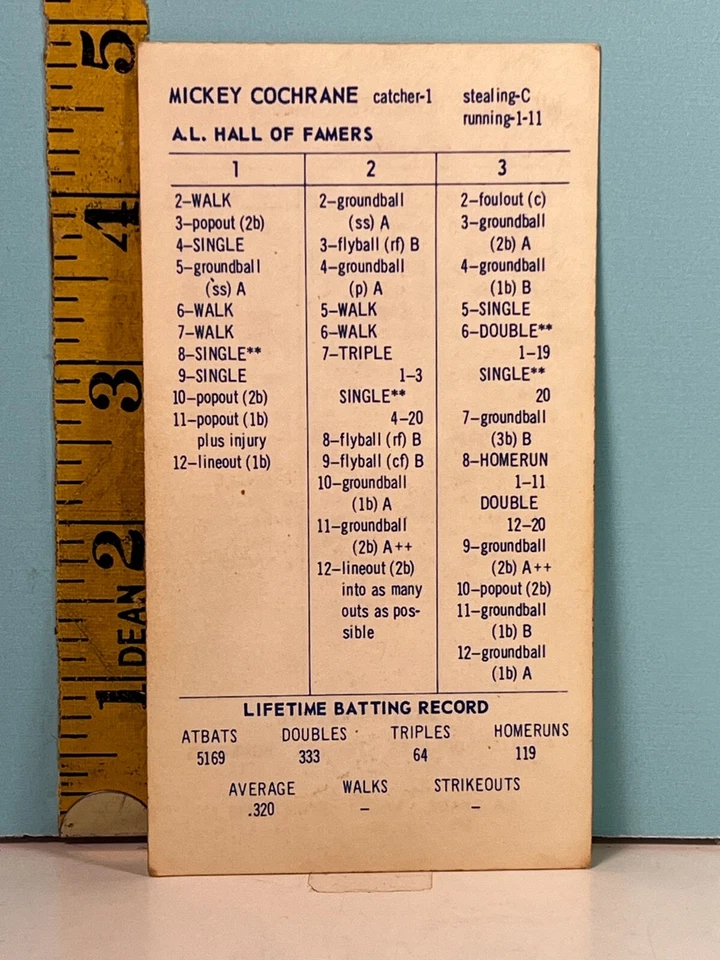 MICKEY COCHRANE catcher-1 stealing-C
running-1-11
A.L. HALL OF FAMERS
1
2-WALK
3-popout (2b)
4-SINGLE
5-groundball
(ss) A
6-WALK
7-WALK
8-SINGLE**
9-SINGLE
10-popout (2b)
11-popout (1b)
plus injury
12-lineout (1b)
2
2-groundball
(ss) A
3-flyball (rf) B
4-groundball
(p) A
5-WALK
6-WALK
7-TRIPLE
1-3
SINGLE**
4-20
8-flyball (rf) B
9-flyball (cf) B
10-groundball
(1b) A
11-groundball
(2b) A++
12-lineout (2b)
into as many
outs as pos-
sible
3
2-foulout (c)
3-groundball
(2b) A
4-groundball
(1b) B
5-SINGLE
6-DOUBLE**
1-19
SINGLE**
20
7-groundball
(3b) B
8-HOMERUN
1-11
DOUBLE
12-20
9-groundball
(2b) A++
10-popout (2b)
11-groundball
(1b) B
12-groundball
(1b) A
LIFETIME BATTING RECORD
ATBATS DOUBLES TRIPLES HOMERUNS
5169 333 64 119
AVERAGE WALKS STRIKEOUTS
.320 – –
5
4
3
2
1
DEAN